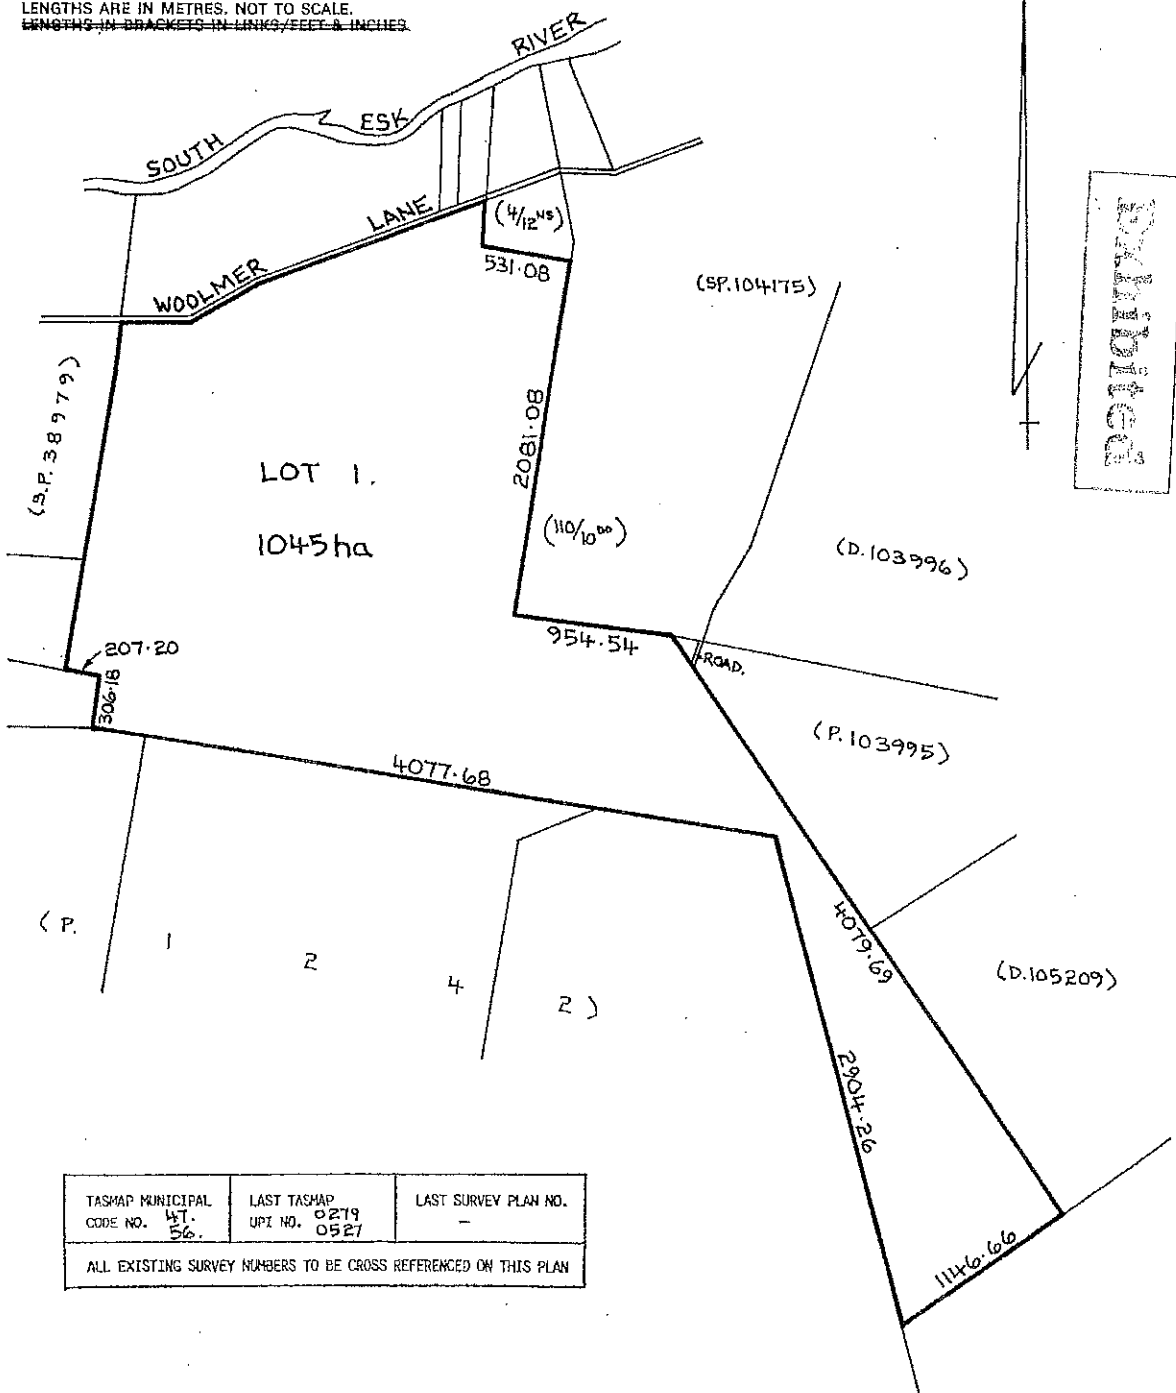 LENGTHS ARE IN METRES. NOT TO SCALE.
LENGTHS IN BRACKETS IN LINKS/FEET & INCHES
SOUTH ESK RIVER
WOOLMER LANE
(4/12NS)
531.08
(SP.104175)
Exhibited
(S.P. 38979)
2081.08
LOT 1.
1045ha
(110/10DO)
(D.103996)
954.54
ROAD.
207.20
306.18
(P.103995)
4077.68
4079.69
(P. 1 2 4 2)
(D.105209)
2904.26
1146.66
TASMAP MUNICIPAL
CODE NO. 47.
56.
LAST TASMAP
UPI NO. 0279
0527
LAST SURVEY PLAN NO.
-
ALL EXISTING SURVEY NUMBERS TO BE CROSS REFERENCED ON THIS PLAN